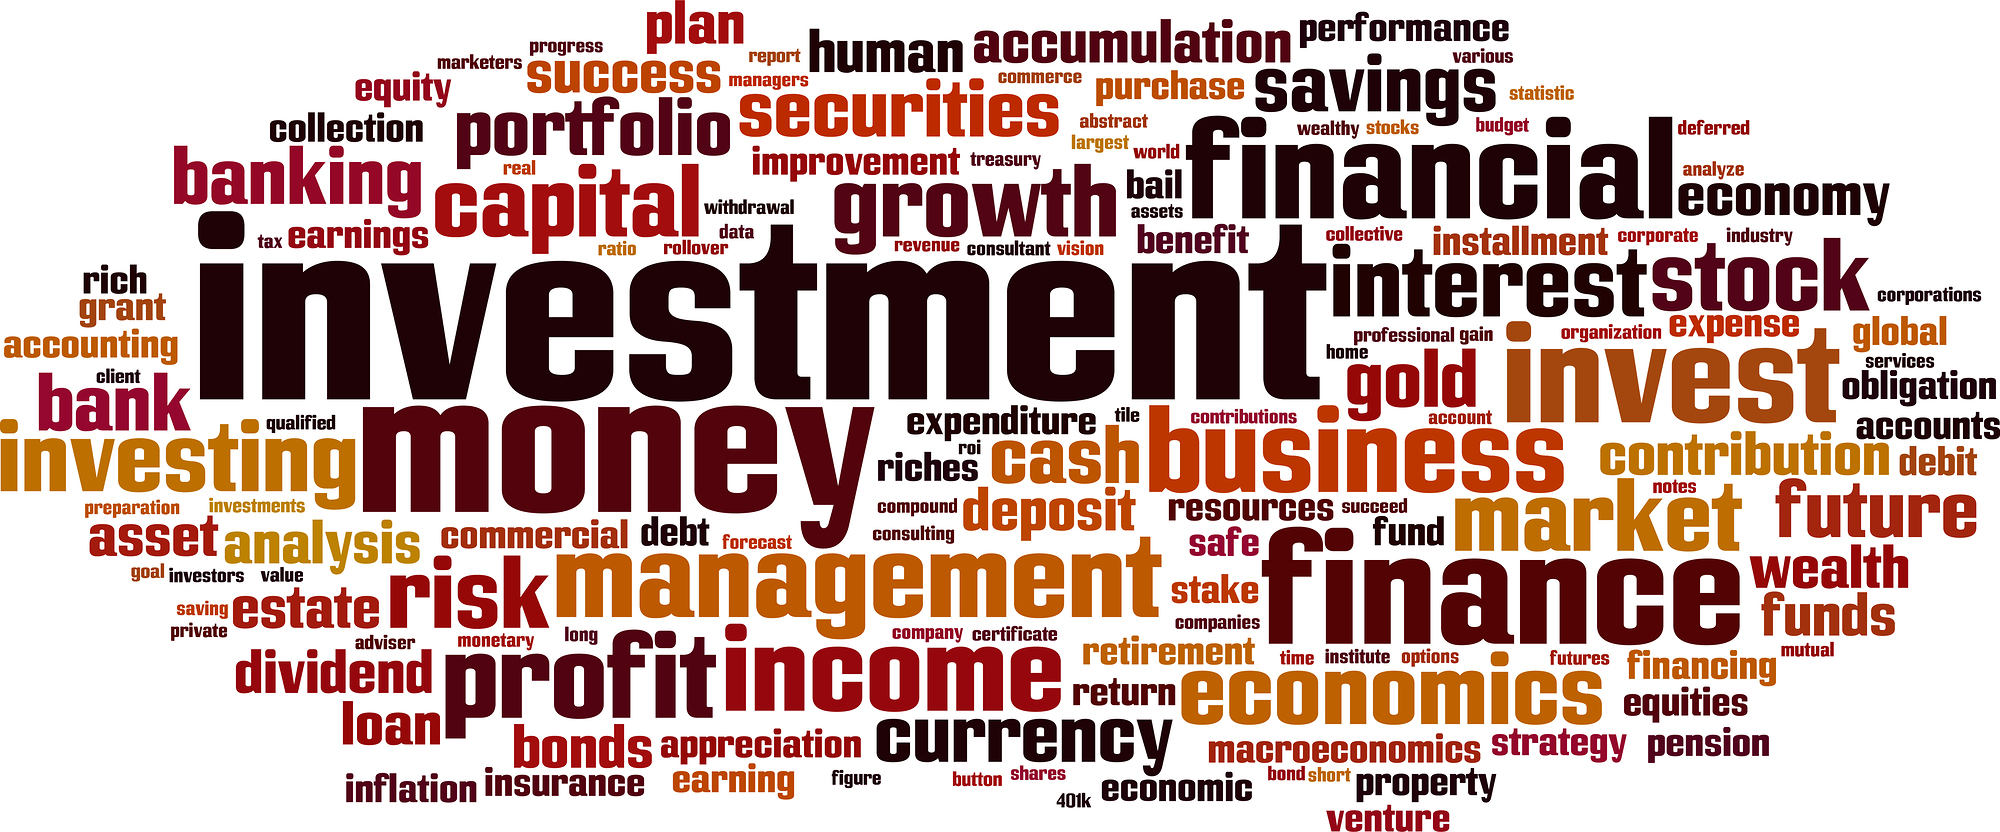 plan
progress
report
human
accumulation
performance
marketers
success
managers
commerce
purchase
savings
various
statistic
equity
collection
portfolio
securities
abstract
largest
world
wealthy
stocks
budget
deferred
banking
real
improvement
treasury
financial
analyze
economy
capital
withdrawal
data
growth
bail
assets
tax
earnings
ratio
rollover
revenue
consultant
vision
benefit
collective
installment
corporate
industry
rich
grant
investment
interest
stock
corporations
accounting
professional
gain
organization
expense
global
client
home
services
bank
gold
invest
obligation
qualified
money
expenditure
tile
contributions
account
accounts
investing
roi
riches
cash
business
contribution
debit
preparation
investments
compound
deposit
resources
succeed
notes
market
future
asset
analysis
commercial
debt
forecast
consulting
safe
fund
goal
investors
value
risk
management
stake
finance
wealth
saving
estate
private
funds
adviser
monetary
long
company
certificate
companies
retirement
time
institute
options
futures
financing
mutual
dividend
profit
income
return
economics
equities
loan
bonds
appreciation
currency
macroeconomics
strategy
pension
inflation
insurance
earning
figure
button
shares
401k
economic
bond
short
property
venture